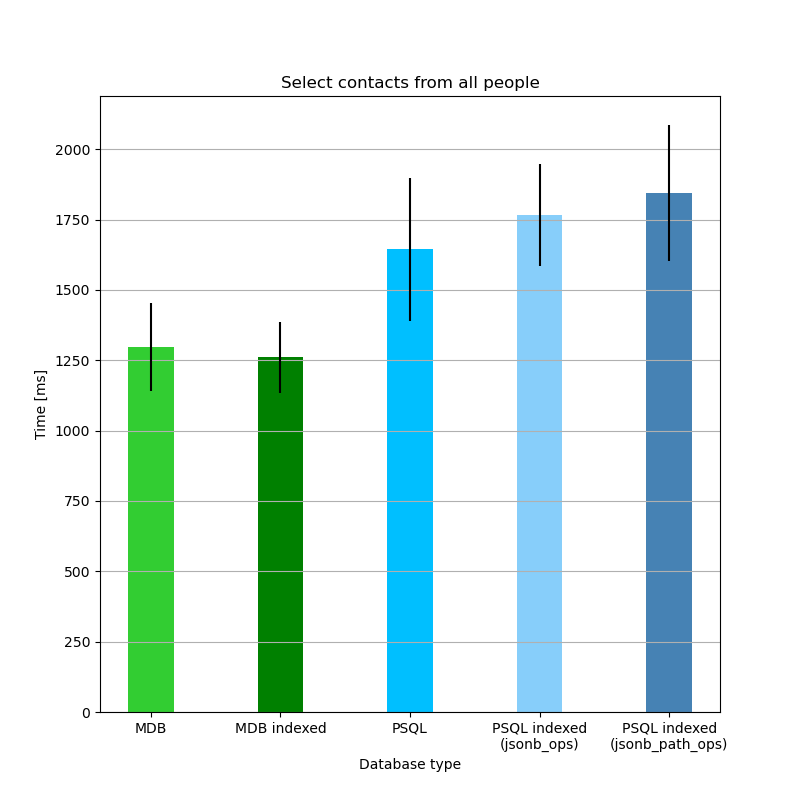 Select contacts from all people
Time [ms]
2000
1750
1500
1250
1000
750
500
250
0
MDB
MDB indexed
PSQL
PSQL indexed
(jsonb_ops)
PSQL indexed
(jsonb_path_ops)
Database type